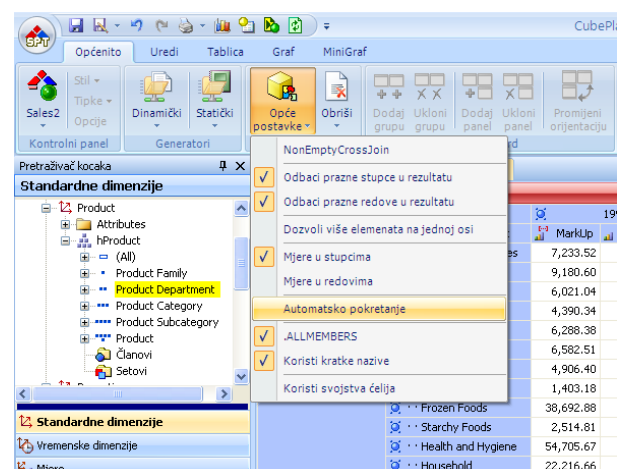 CubePla
SPT
Općenito Uredi Tablica Graf MiniGraf
Sales2 Stil Tipke Opcije
Dinamički Statički
Opće postavke Obriši
Dodaj grupu Ukloni grupu Dodaj panel Ukloni panel Promijeni orijentaciju
Kontrolni panel Generatori rd
Pretraživač kocaka
Standardne dimenzije
Product
Attributes
hProduct
(All)
Product Family
Product Department
Product Category
Product Subcategory
Product
Članovi
Setovi
Standardne dimenzije
Vremenske dimenzije
Mjere
NonEmptyCrossJoin
Odbaci prazne stupce u rezultatu
Odbaci prazne redove u rezultatu
Dozvoli više elemenata na jednoj osi
Mjere u stupcima
Mjere u redovima
Automatsko pokretanje
.ALLMEMBERS
Koristi kratke nazive
Koristi svojstva ćelija
19
MarkUp
es 7,233.52
9,180.60
6,021.04
4,390.34
6,288.38
6,582.51
4,906.40
1,403.18
Frozen Foods 38,692.88
Starchy Foods 2,514.81
Health and Hygiene 54,705.67
Household 22,216.66